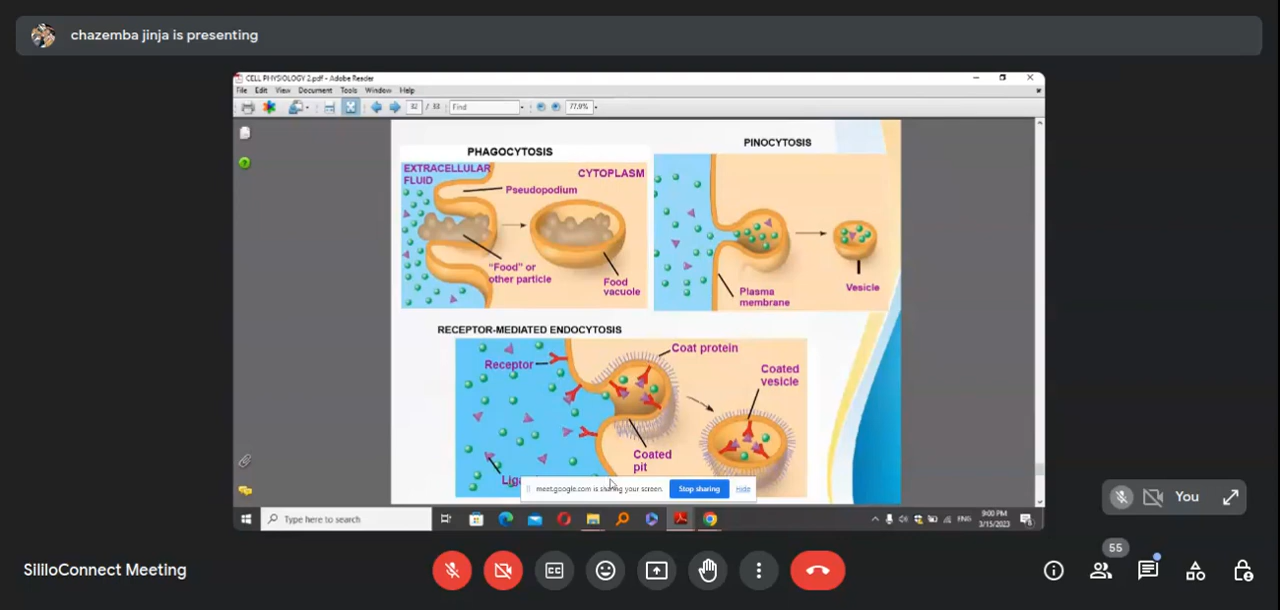 chazemba jinja is presenting
CELL PHYSIOLOGY 2.pdf - Adobe Reader
File Edit View Document Tools Window Help
32 / 33 Find 77.9%
PHAGOCYTOSIS
EXTRACELLULAR
FLUID
CYTOPLASM
Pseudopodium
"Food" or
other particle
Food
vacuole
PINOCYTOSIS
Plasma
membrane
Vesicle
RECEPTOR-MEDIATED ENDOCYTOSIS
Receptor
Coat protein
Coated
vesicle
Coated
pit
meet.google.com is sharing your screen.
Stop sharing
Hide
Type here to search
ENG
9:00 PM
3/15/2023
You
SililoConnect Meeting
55